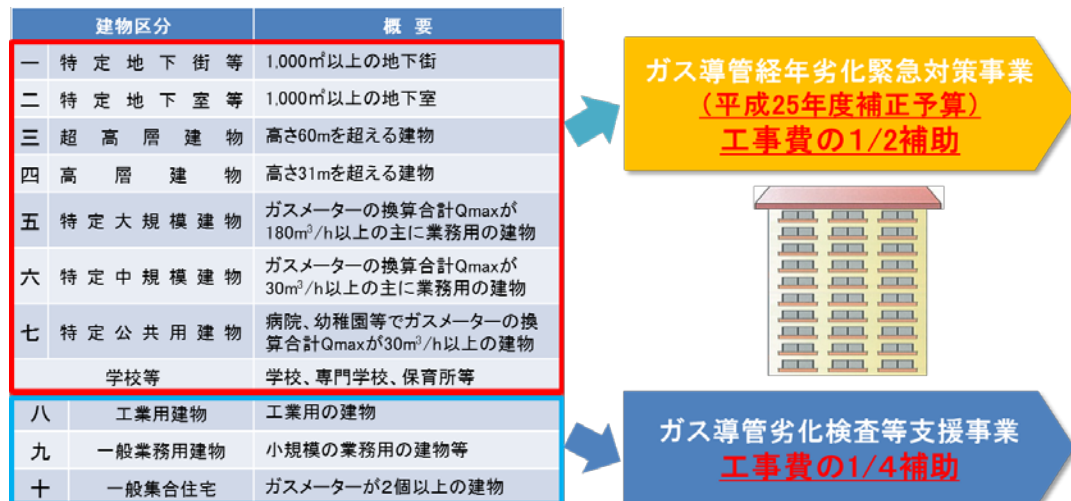 建物区分 概 要
一 特定地下街等 1,000㎡以上の地下街
二 特定地下室等 1,000㎡以上の地下室
三 超高層建物 高さ60mを超える建物
四 高層建物 高さ31mを超える建物
五 特定大規模建物 ガスメーターの換算合計Qmaxが
180m³/h以上の主に業務用の建物
六 特定中規模建物 ガスメーターの換算合計Qmaxが
30m³/h以上の主に業務用の建物
七 特定公共用建物 病院、幼稚園等でガスメーターの換
算合計Qmaxが30m³/h以上の建物
学校等 学校、専門学校、保育所等
八 工業用建物 工業用の建物
九 一般業務用建物 小規模の業務用の建物等
十 一般集合住宅 ガスメーターが2個以上の建物
ガス導管経年劣化緊急対策事業
(平成25年度補正予算)
工事費の1/2補助
ガス導管劣化検査等支援事業
工事費の1/4補助